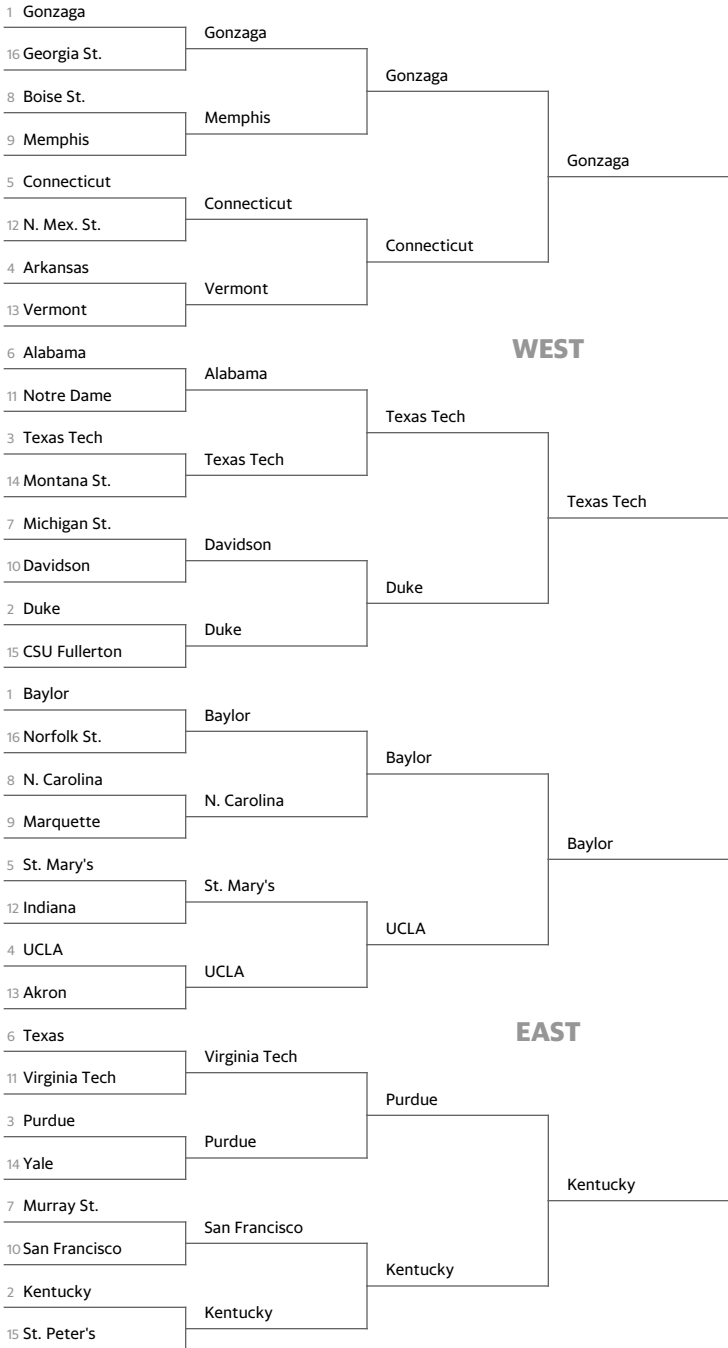 1 Gonzaga
16 Georgia St.
8 Boise St.
9 Memphis
5 Connecticut
12 N. Mex. St.
4 Arkansas
13 Vermont
6 Alabama
11 Notre Dame
3 Texas Tech
14 Montana St.
7 Michigan St.
10 Davidson
2 Duke
15 CSU Fullerton
Gonzaga
Memphis
Connecticut
Vermont
Alabama
Texas Tech
Davidson
Duke
Gonzaga
Connecticut
Texas Tech
Duke
Gonzaga
Texas Tech
WEST
1 Baylor
16 Norfolk St.
8 N. Carolina
9 Marquette
5 St. Mary's
12 Indiana
4 UCLA
13 Akron
6 Texas
11 Virginia Tech
3 Purdue
14 Yale
7 Murray St.
10 San Francisco
2 Kentucky
15 St. Peter's
Baylor
N. Carolina
St. Mary's
UCLA
Virginia Tech
Purdue
San Francisco
Kentucky
Baylor
UCLA
Purdue
Kentucky
Baylor
Kentucky
EAST